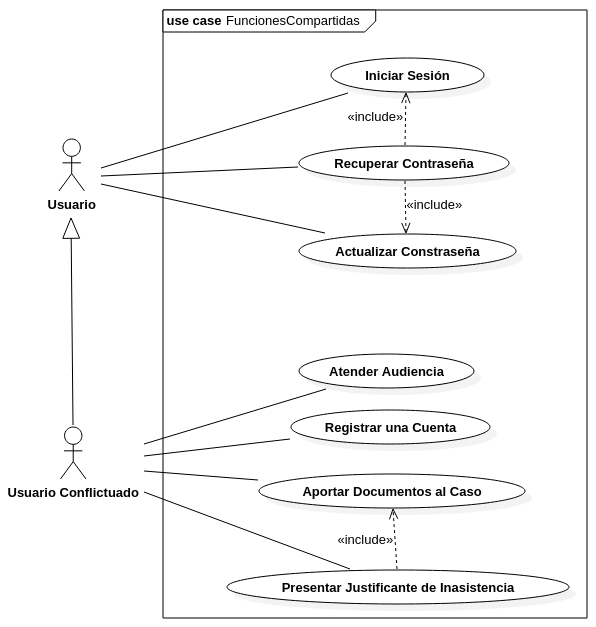 use case FuncionesCompartidas
Iniciar Sesión
«include»
Recuperar Contraseña
Usuario
«include»
Actualizar Constraseña
Atender Audiencia
Registrar una Cuenta
Usuario Conflictuado
Aportar Documentos al Caso
«include»
Presentar Justificante de Inasistencia